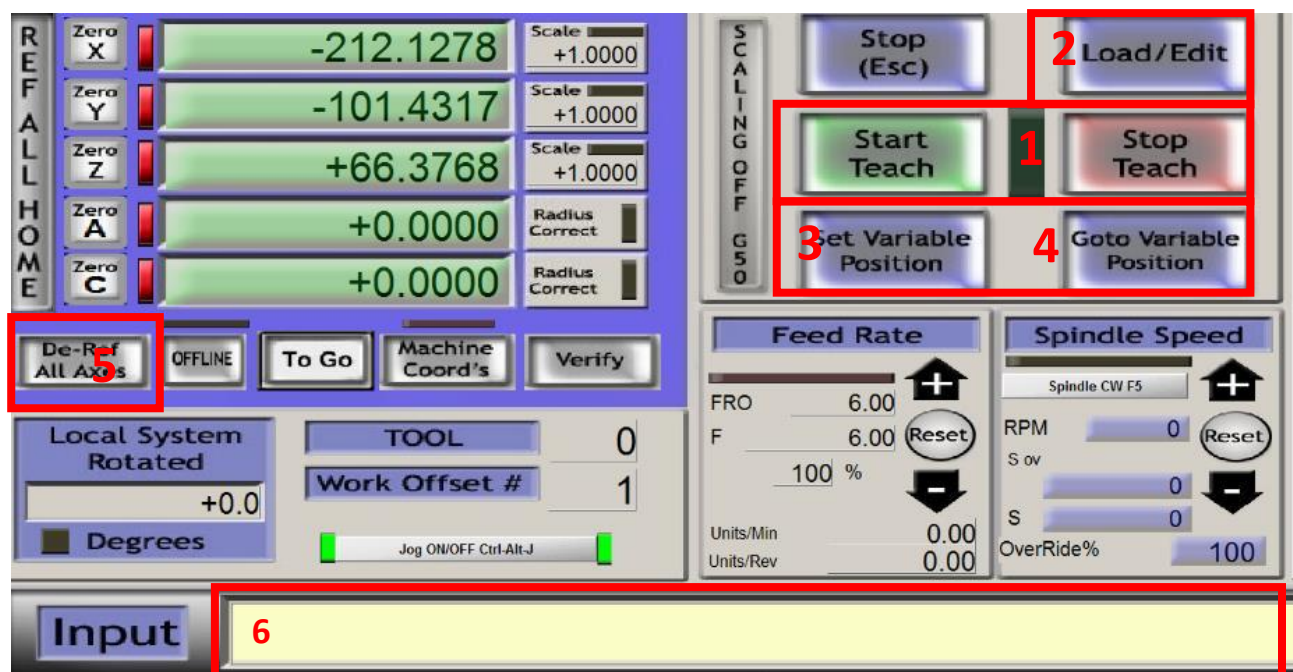 REF ALL HOME
Zero X
-212.1278
Scale
+1.0000
Zero Y
-101.4317
Scale
+1.0000
Zero Z
+66.3768
Scale
+1.0000
Zero A
+0.0000
Radius
Correct
Zero C
+0.0000
Radius
Correct
De-Ref
All Axes
5
OFFLINE
To Go
Machine
Coord's
Verify
Local System
Rotated
+0.0
Degrees
TOOL
0
Work Offset #
1
Jog ON/OFF Ctrl-Alt-J
SCALING OFF G50
Stop
(Esc)
2
Load/Edit
Start
Teach
1
Stop
Teach
3
Set Variable
Position
4
Goto Variable
Position
Feed Rate
FRO 6.00
F 6.00
Reset
100 %
Units/Min 0.00
Units/Rev 0.00
Spindle Speed
Spindle CW F5
RPM 0
Reset
S ov
0
S 0
OverRide% 100
Input
6